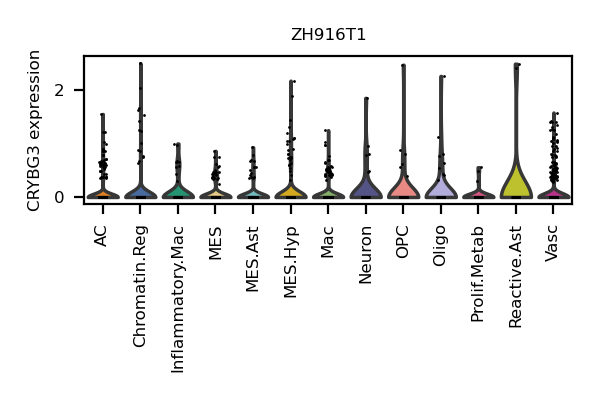 ZH916T1
CRYBG3 expression
2
0
AC
Chromatin.Reg
Inflammatory.Mac
MES
MES.Ast
MES.Hyp
Mac
Neuron
OPC
Oligo
Prolif.Metab
Reactive.Ast
Vasc